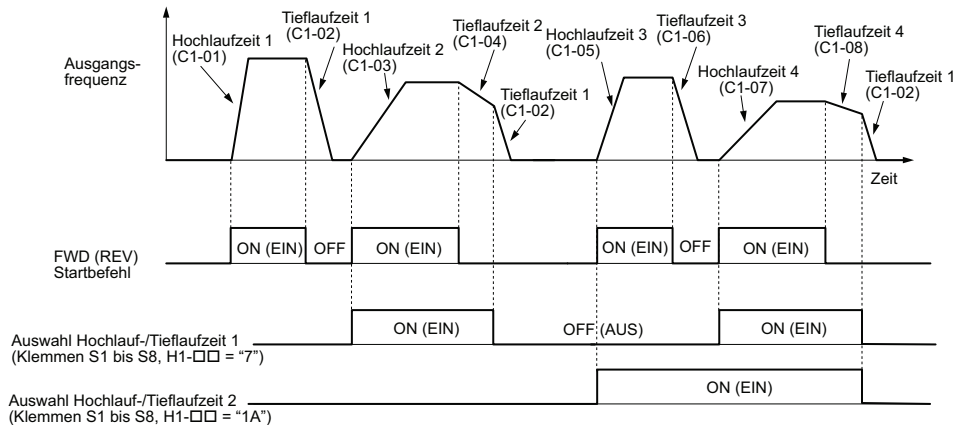 Ausgangs-
frequenz
Hochlaufzeit 1
(C1-01)
Tieflaufzeit 1
(C1-02)
Hochlaufzeit 2
(C1-03)
Tieflaufzeit 2
(C1-04)
Tieflaufzeit 1
(C1-02)
Hochlaufzeit 3
(C1-05)
Tieflaufzeit 3
(C1-06)
Hochlaufzeit 4
(C1-07)
Tieflaufzeit 4
(C1-08)
Tieflaufzeit 1
(C1-02)
Zeit
FWD (REV)
Startbefehl
ON (EIN)
OFF
ON (EIN)
ON (EIN)
OFF
ON (EIN)
Auswahl Hochlauf-/Tieflaufzeit 1
(Klemmen S1 bis S8, H1-□□ = “7”)
ON (EIN)
OFF (AUS)
ON (EIN)
Auswahl Hochlauf-/Tieflaufzeit 2
(Klemmen S1 bis S8, H1-□□ = “1A”)
ON (EIN)